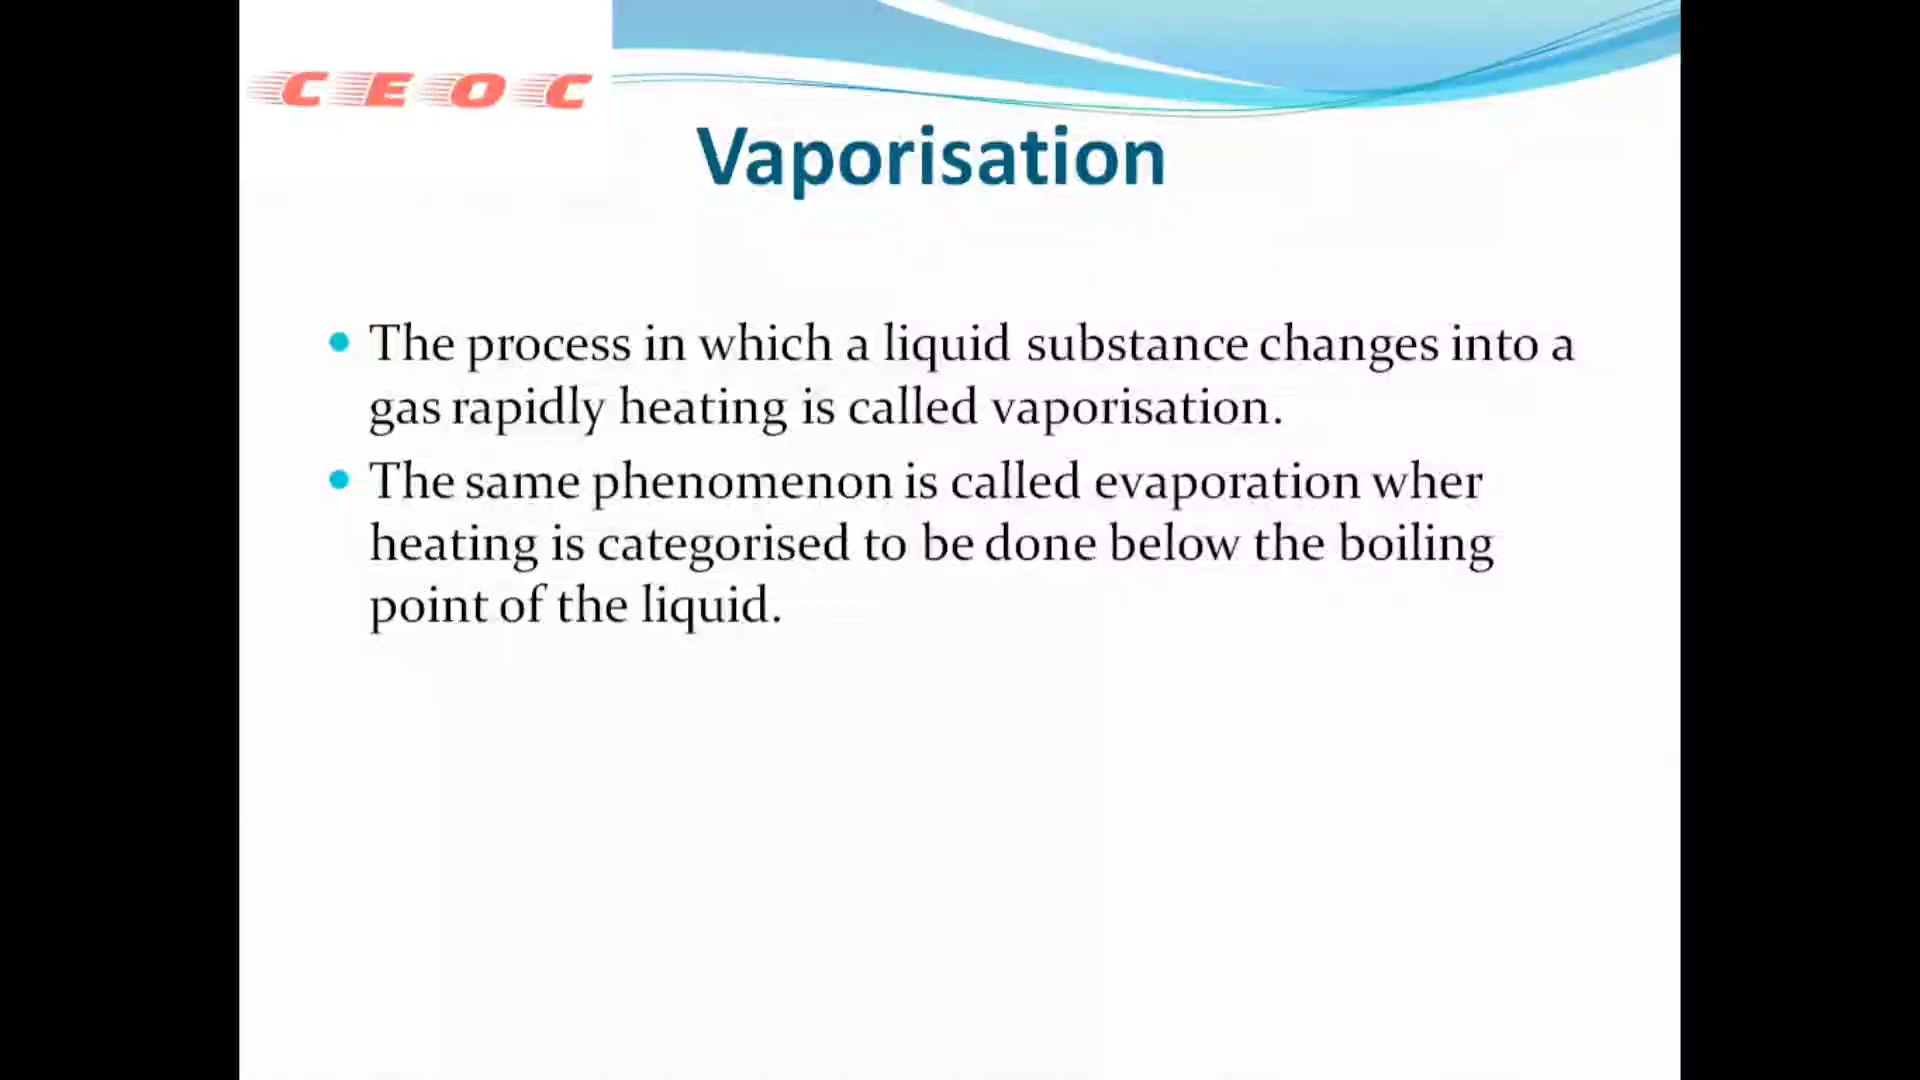 CEOC
Vaporisation
The process in which a liquid substance changes into a
gas rapidly heating is called vaporisation.
The same phenomenon is called evaporation wher
heating is categorised to be done below the boiling
point of the liquid.